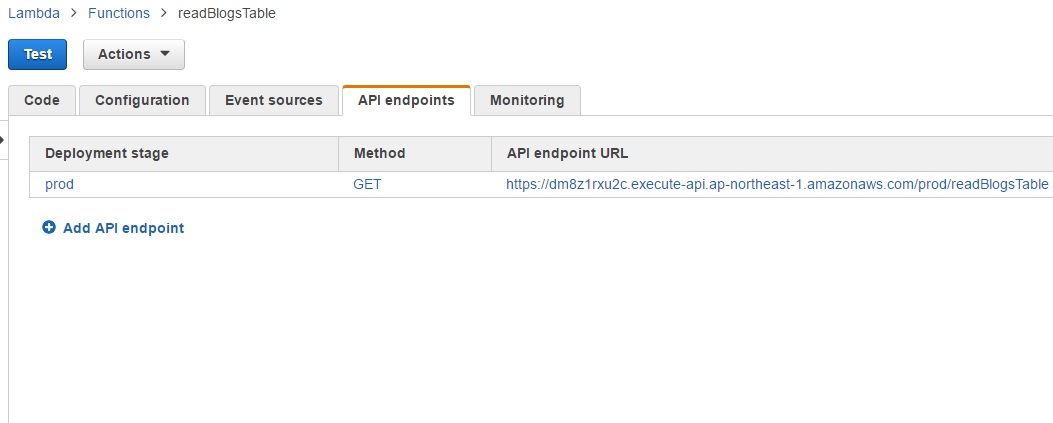 Lambda > Functions > readBlogsTable
Test Actions
Code Configuration Event sources API endpoints Monitoring
Deployment stage Method API endpoint URL
prod GET https://dm8z1rxu2c.execute-api.ap-northeast-1.amazonaws.com/prod/readBlogsTable
Add API endpoint